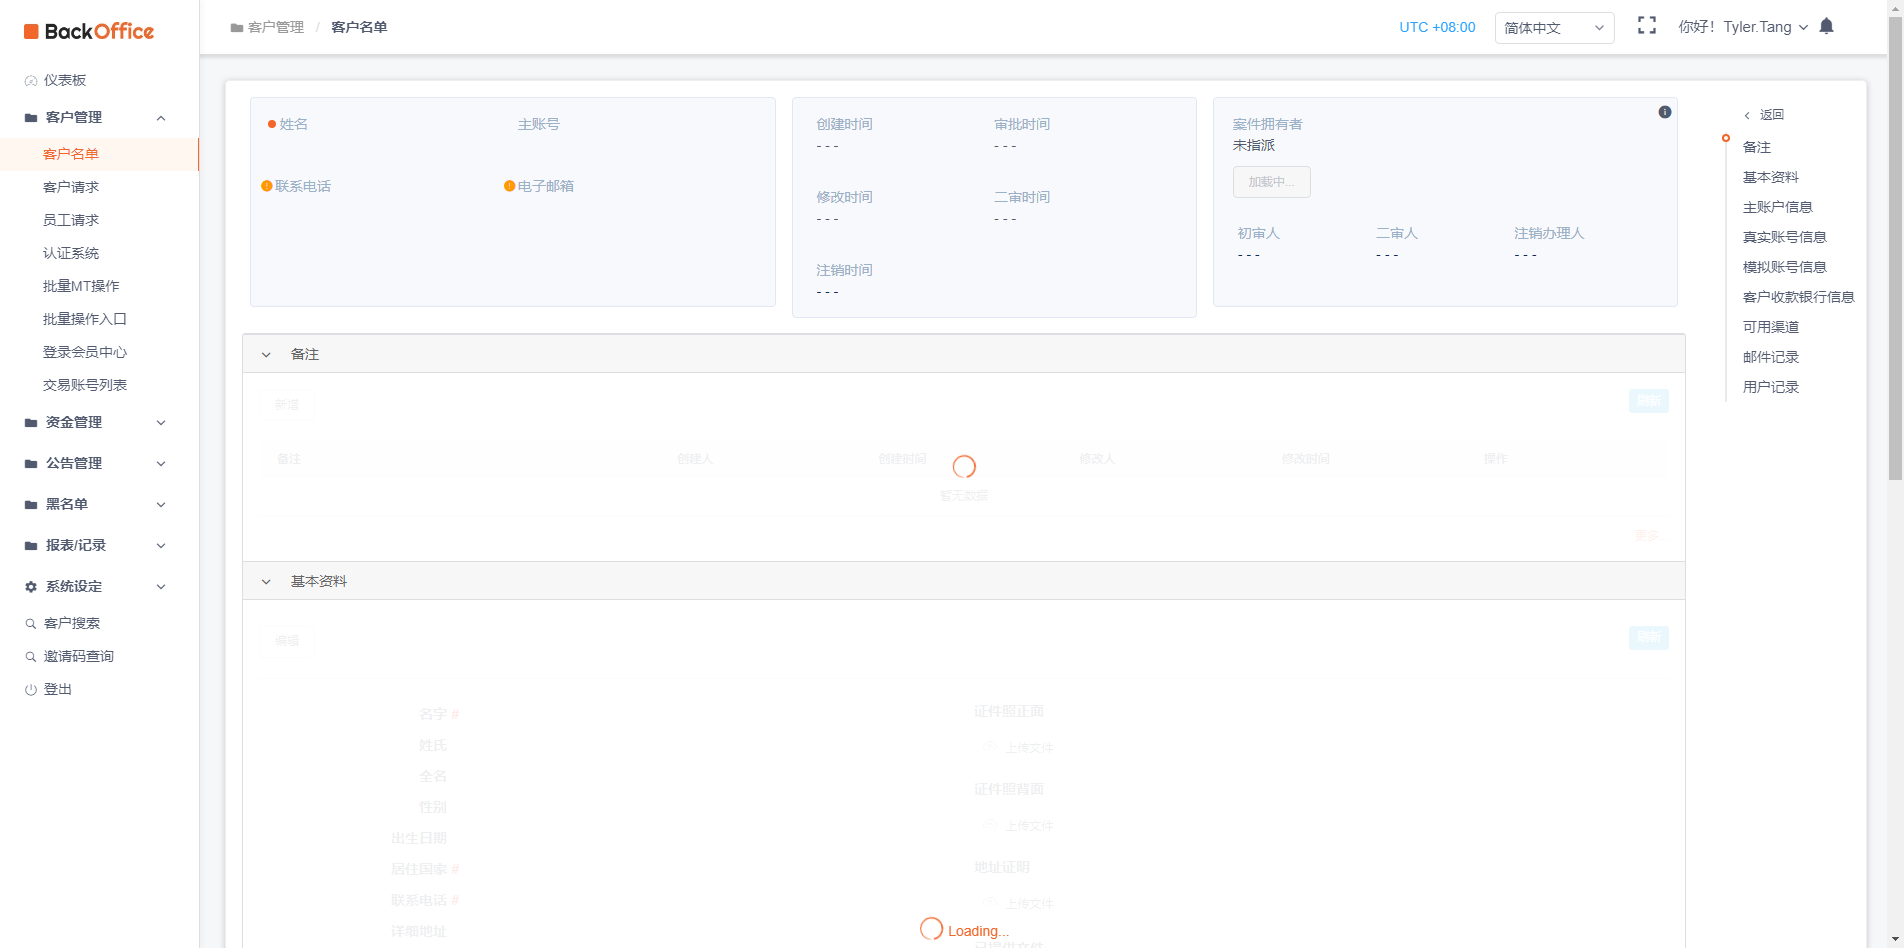 BackOffice
客户管理 / 客户名单
UTC +08:00
简体中文
你好！Tyler.Tang
仪表板
客户管理
客户名单
客户请求
员工请求
认证系统
批量MT操作
批量操作入口
登录会员中心
交易账号列表
资金管理
公告管理
黑名单
报表/记录
系统设定
客户搜索
邀请码查询
登出
姓名 主账号
联系电话 电子邮箱
创建时间 审批时间
--- ---
修改时间 二审时间
--- ---
注销时间
---
案件拥有者
未指派
加载中...
初审人 二审人 注销办理人
--- --- ---
返回
备注
基本资料
主账户信息
真实账号信息
模拟账号信息
客户收款银行信息
可用渠道
邮件记录
用户记录
备注
新增 刷新
备注 创建人 创建时间 修改人 修改时间 操作
暂无数据
更多
基本资料
编辑 刷新
名字 #
姓氏
全名
性别
出生日期
居住国家 #
联系电话 #
详细地址
证件照正面
上传文件
证件照背面
上传文件
地址证明
上传文件
已提供文件
Loading...